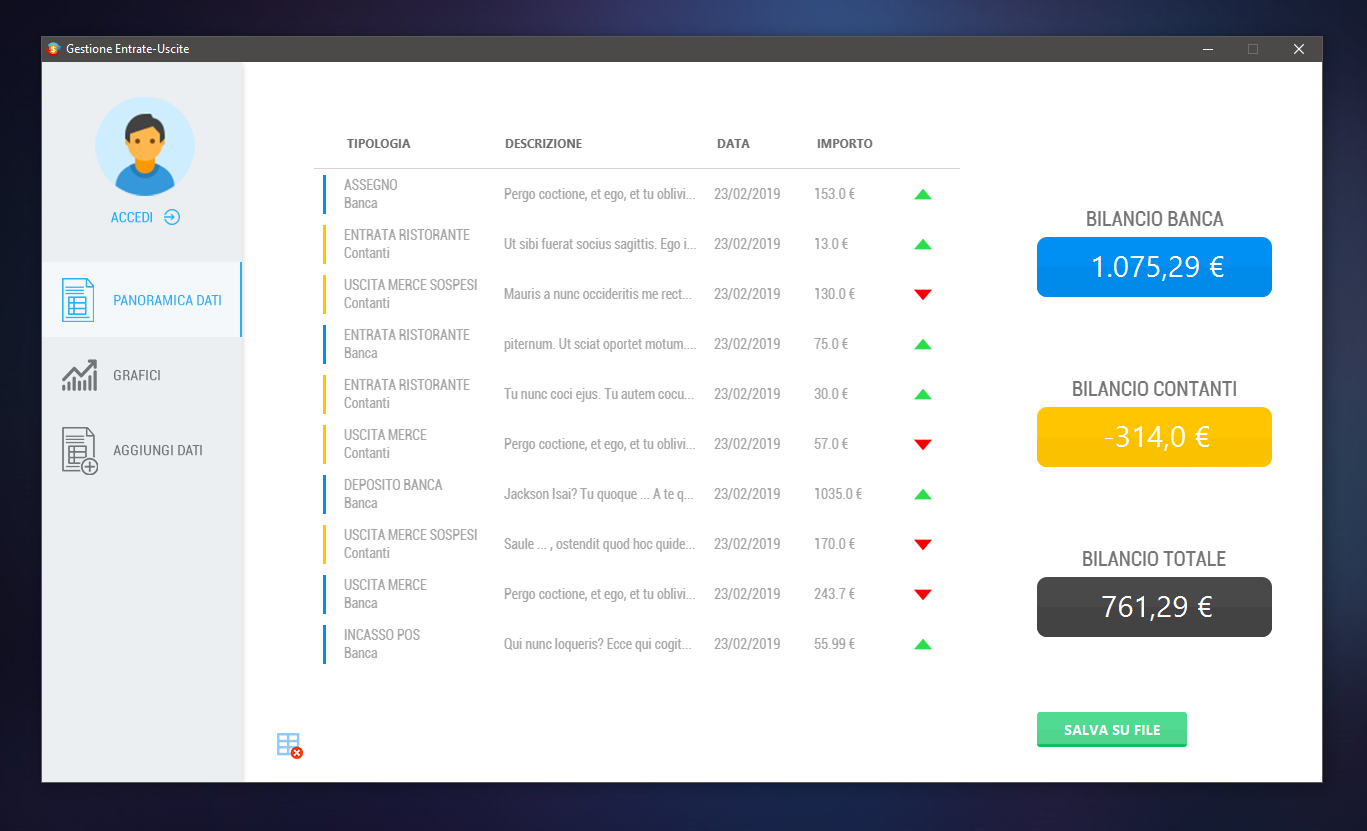 Gestione Entrate-Uscite
ACCEDI
PANORAMICA DATI
GRAFICI
AGGIUNGI DATI
TIPOLOGIA DESCRIZIONE DATA IMPORTO
ASSEGNO
Banca
Pergo coctione, et ego, et tu oblivi... 23/02/2019 153.0 €
ENTRATA RISTORANTE
Contanti
Ut sibi fuerat socius sagittis. Ego i... 23/02/2019 13.0 €
USCITA MERCE SOSPESI
Contanti
Mauris a nunc occideritis me rect... 23/02/2019 130.0 €
ENTRATA RISTORANTE
Banca
piternum. Ut sciat oportet motum.... 23/02/2019 75.0 €
ENTRATA RISTORANTE
Contanti
Tu nunc coci ejus. Tu autem cocu... 23/02/2019 30.0 €
USCITA MERCE
Contanti
Pergo coctione, et ego, et tu oblivi... 23/02/2019 57.0 €
DEPOSITO BANCA
Banca
Jackson Isai? Tu quoque ... A te q... 23/02/2019 1035.0 €
USCITA MERCE SOSPESI
Contanti
Saule ... , ostendit quod hoc quide... 23/02/2019 170.0 €
USCITA MERCE
Banca
Pergo coctione, et ego, et tu oblivi... 23/02/2019 243.7 €
INCASSO POS
Banca
Qui nunc loqueris? Ecce qui cogit... 23/02/2019 55.99 €
BILANCIO BANCA
1.075,29 €
BILANCIO CONTANTI
-314,0 €
BILANCIO TOTALE
761,29 €
SALVA SU FILE